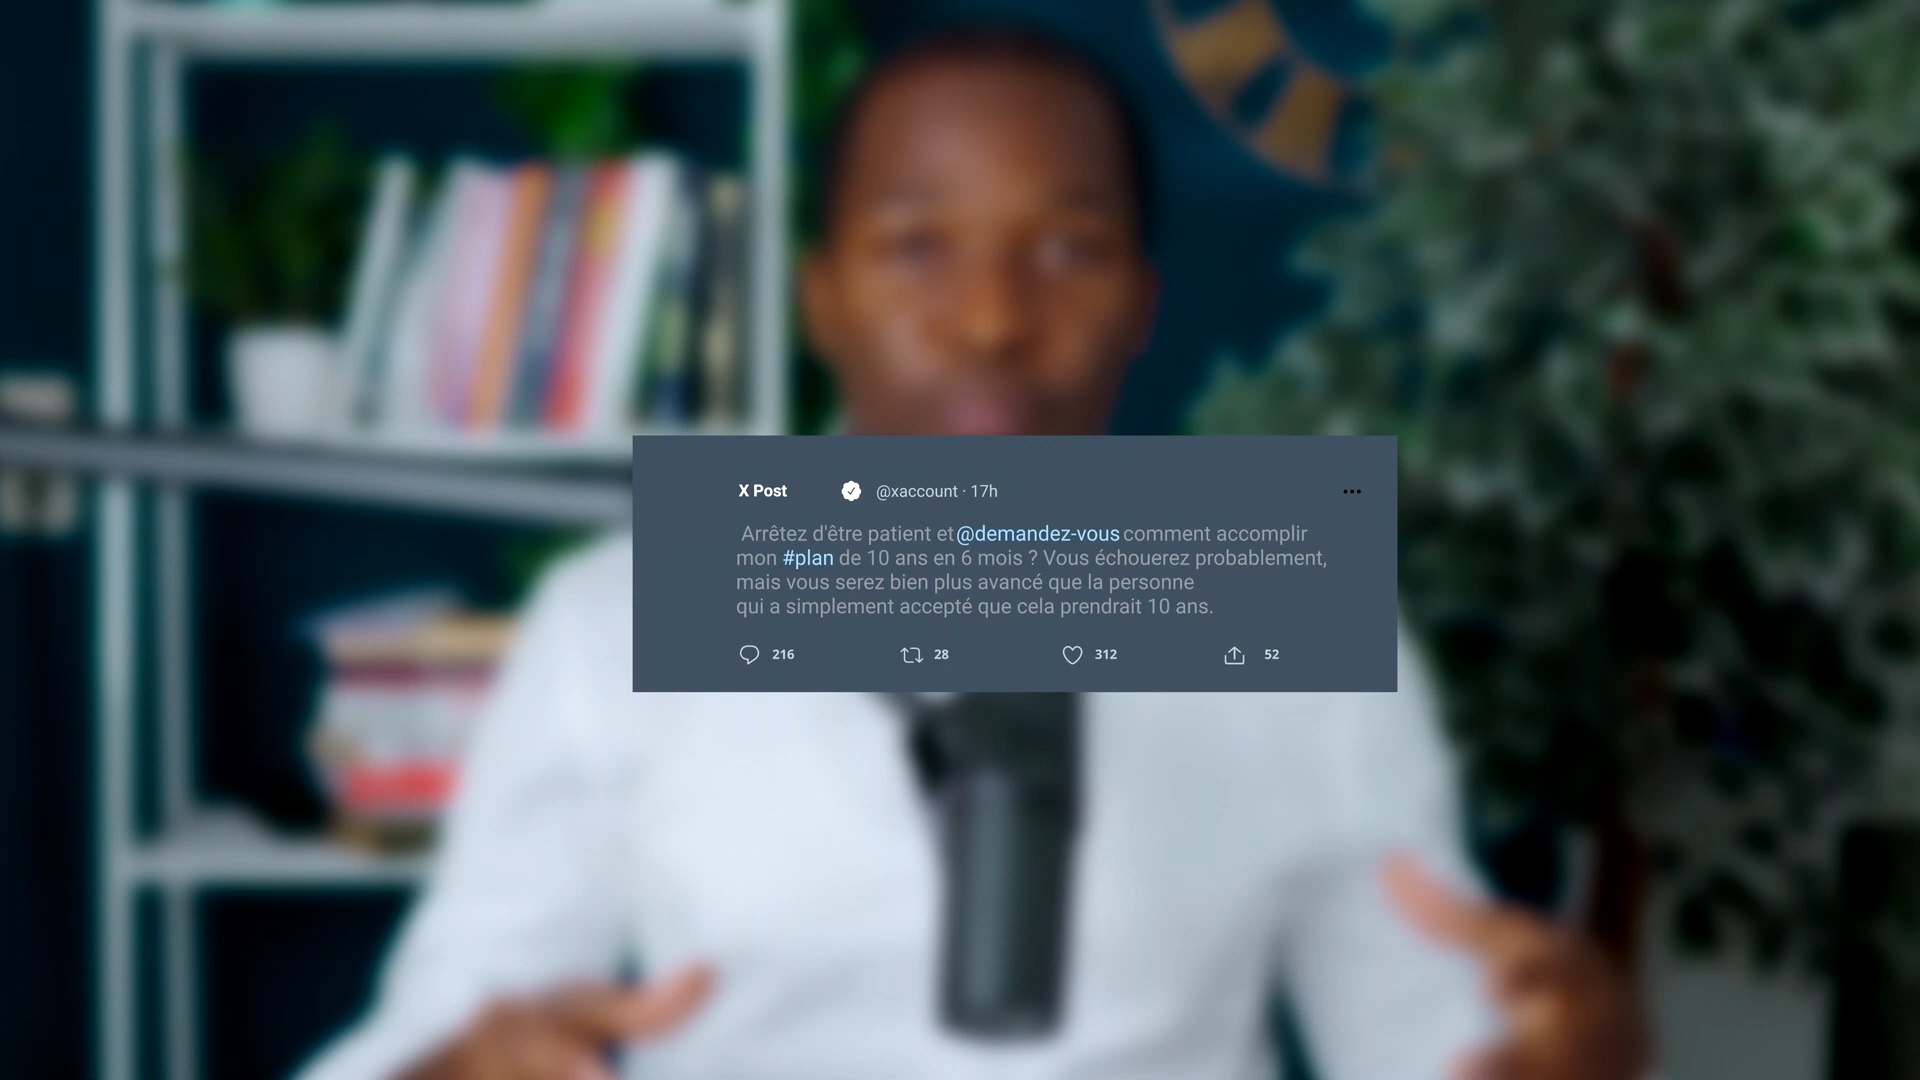 X Post @xaccount · 17h
Arrêtez d'être patient et @demandez-vous comment accomplir
mon #plan de 10 ans en 6 mois ? Vous échouerez probablement,
mais vous serez bien plus avancé que la personne
qui a simplement accepté que cela prendrait 10 ans.
216 28 312 52